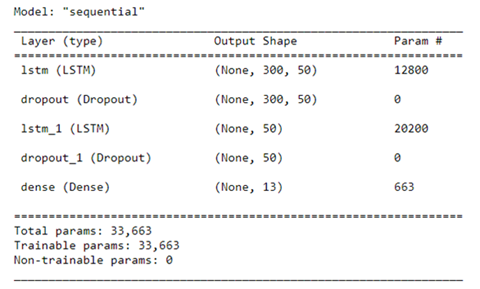 Model: "sequential"
Layer (type) Output Shape Param #
lstm (LSTM) (None, 300, 50) 12800
dropout (Dropout) (None, 300, 50) 0
lstm_1 (LSTM) (None, 50) 20200
dropout_1 (Dropout) (None, 50) 0
dense (Dense) (None, 13) 663
Total params: 33,663
Trainable params: 33,663
Non-trainable params: 0